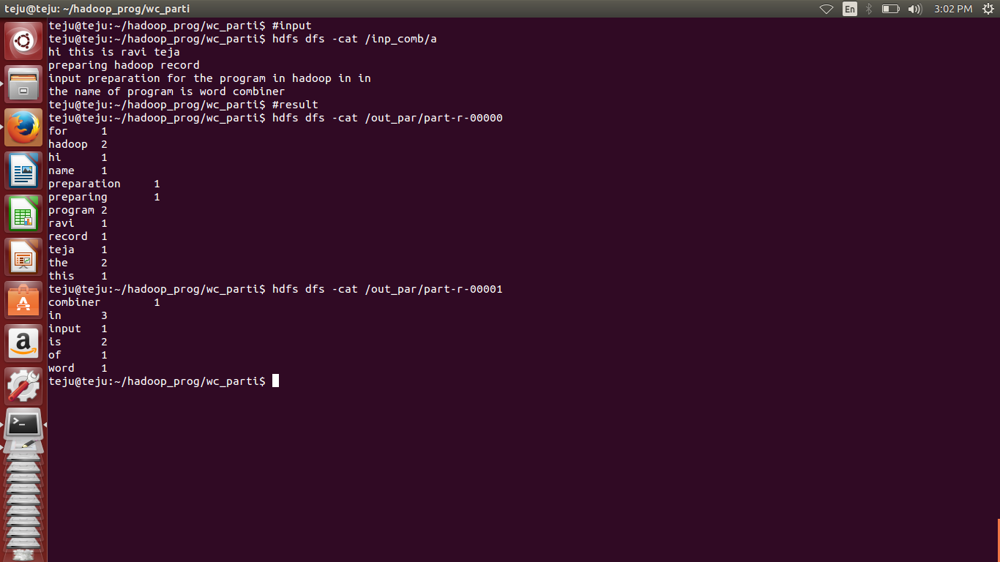 teju@teju: ~/hadoop_prog/wc_parti
En
3:02 PM
teju@teju:~/hadoop_prog/wc_parti$ #input
teju@teju:~/hadoop_prog/wc_parti$ hdfs dfs -cat /inp_comb/a
hi this is ravi teja
preparing hadoop record
input preparation for the program in hadoop in in
the name of program is word combiner
teju@teju:~/hadoop_prog/wc_parti$ #result
teju@teju:~/hadoop_prog/wc_parti$ hdfs dfs -cat /out_par/part-r-00000
for 1
hadoop 2
hi 1
name 1
preparation 1
preparing 1
program 2
ravi 1
record 1
teja 1
the 2
this 1
teju@teju:~/hadoop_prog/wc_parti$ hdfs dfs -cat /out_par/part-r-00001
combiner 1
in 3
input 1
is 2
of 1
word 1
teju@teju:~/hadoop_prog/wc_parti$